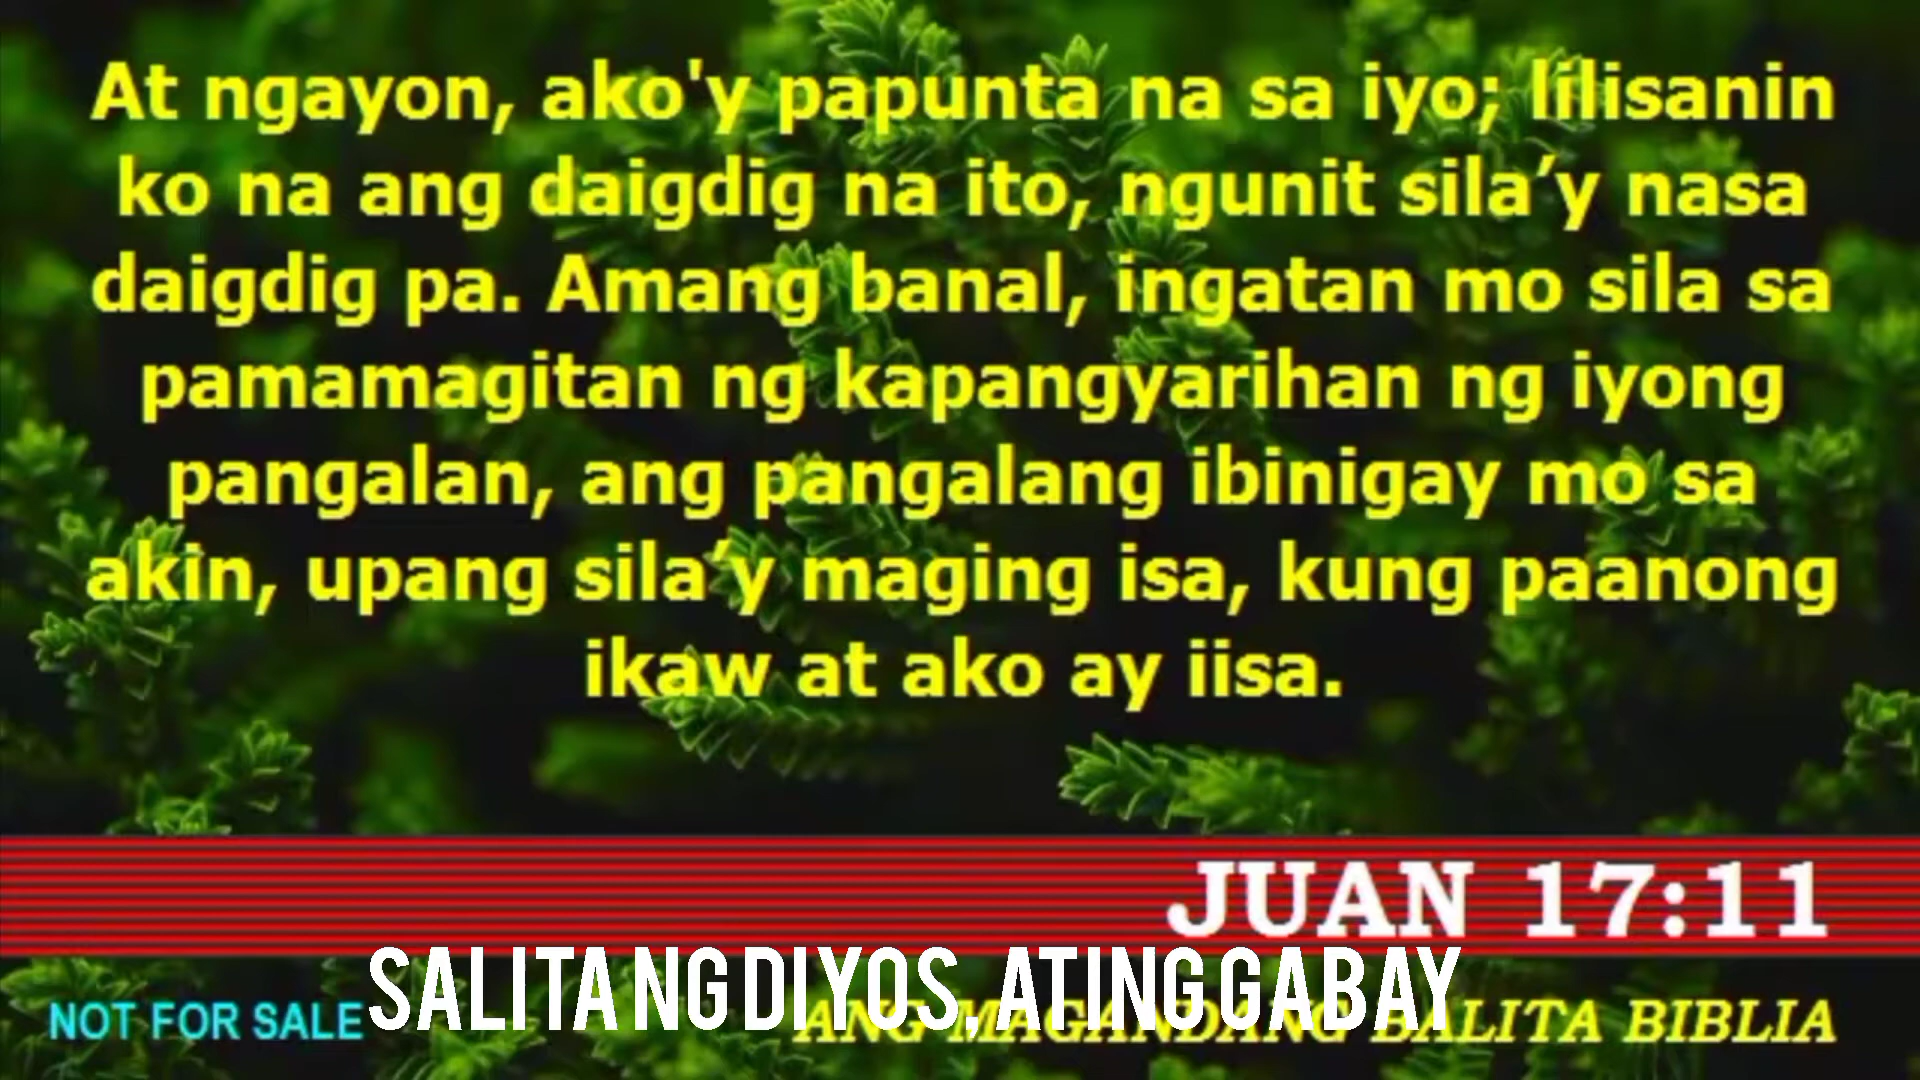 At ngayon, ako'y papunta na sa iyo; lilisanin
ko na ang daigdig na ito, ngunit sila’y nasa
daigdig pa. Amang banal, ingatan mo sila sa
pamamagitan ng kapangyarihan ng iyong
pangalan, ang pangalang ibinigay mo sa
akin, upang sila’y maging isa, kung paanong
ikaw at ako ay iisa.
JUAN 17:11
SALITA NG DIYOS, ATING GABAY
NOT FOR SALE
ANG MAGANDANG BALITA BIBLIA